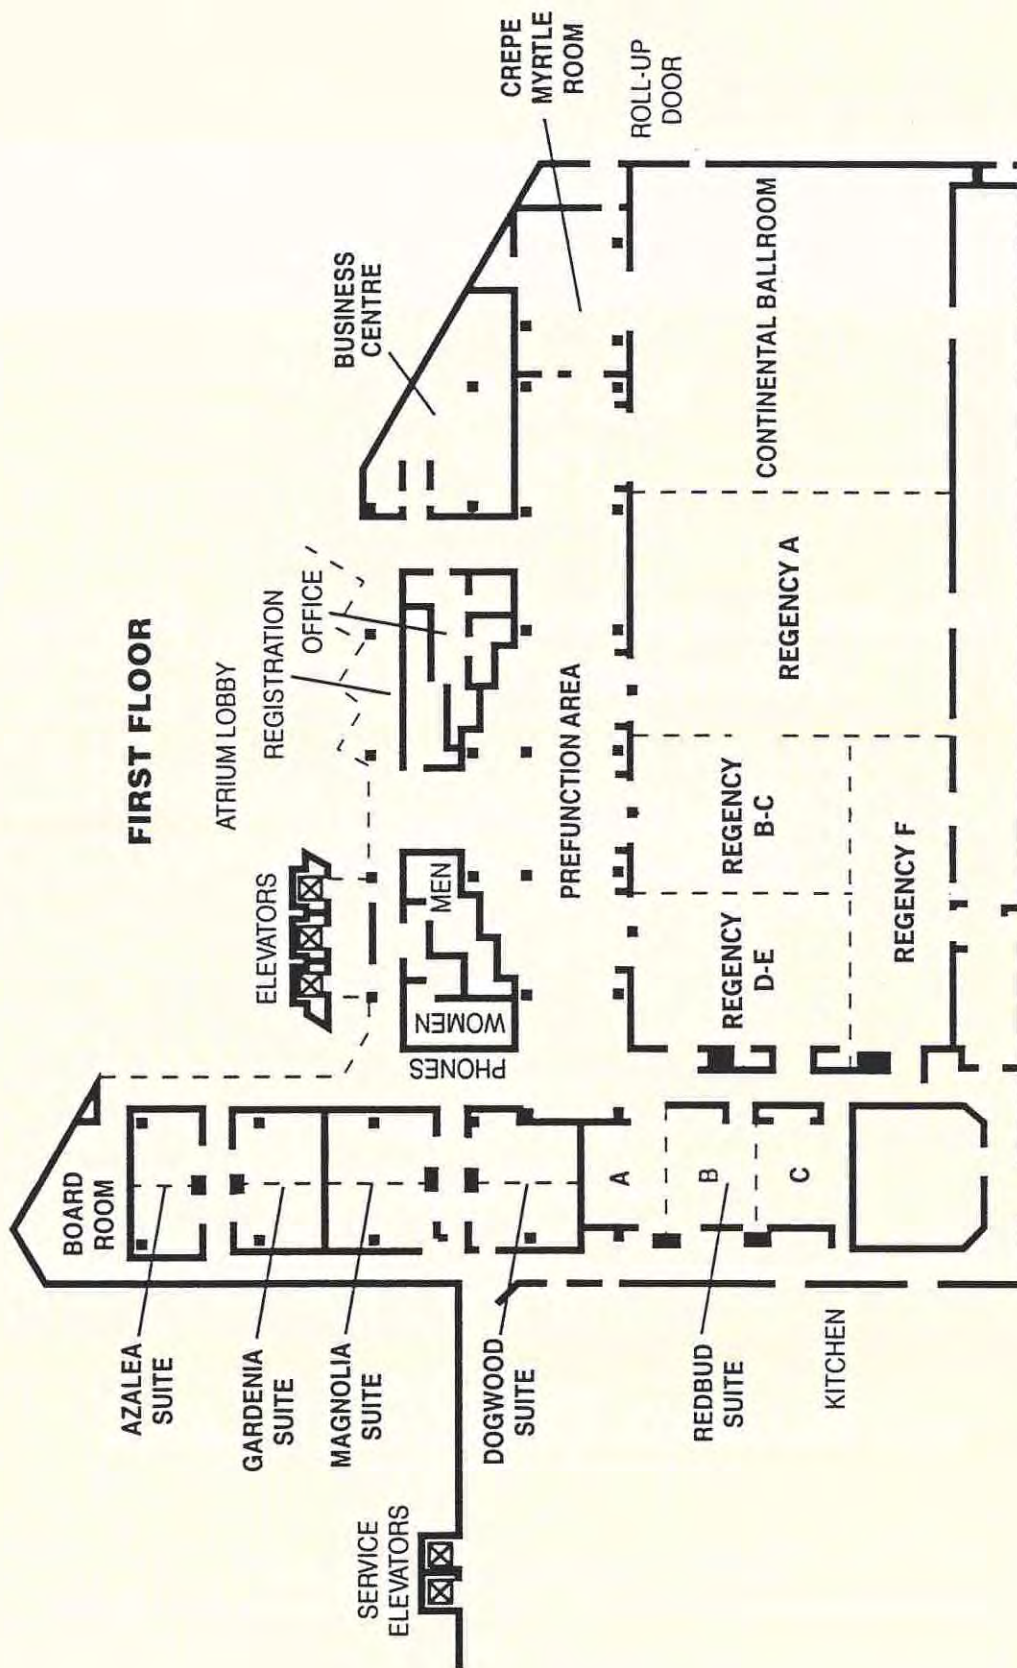 FIRST FLOOR
ATRIUM LOBBY
REGISTRATION
OFFICE
ELEVATORS
BUSINESS
CENTRE
CREPE
MYRTLE
ROOM
ROLL-UP
DOOR
BOARD
ROOM
AZALEA
SUITE
GARDENIA
SUITE
MAGNOLIA
SUITE
DOGWOOD
SUITE
REDBUD
SUITE
A
B
C
KITCHEN
SERVICE
ELEVATORS
PHONES
WOMEN
MEN
PREFUNCTION AREA
REGENCY
D-E
REGENCY
B-C
REGENCY F
REGENCY A
CONTINENTAL BALLROOM